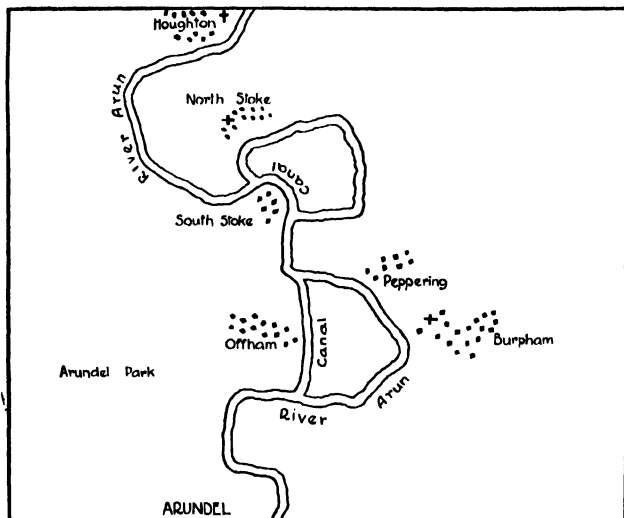 Houghton
River Arun
North Stoke
Canal
South Stoke
Peppering
Offham
Canal
Burpham
Arundel Park
River Arun
ARUNDEL